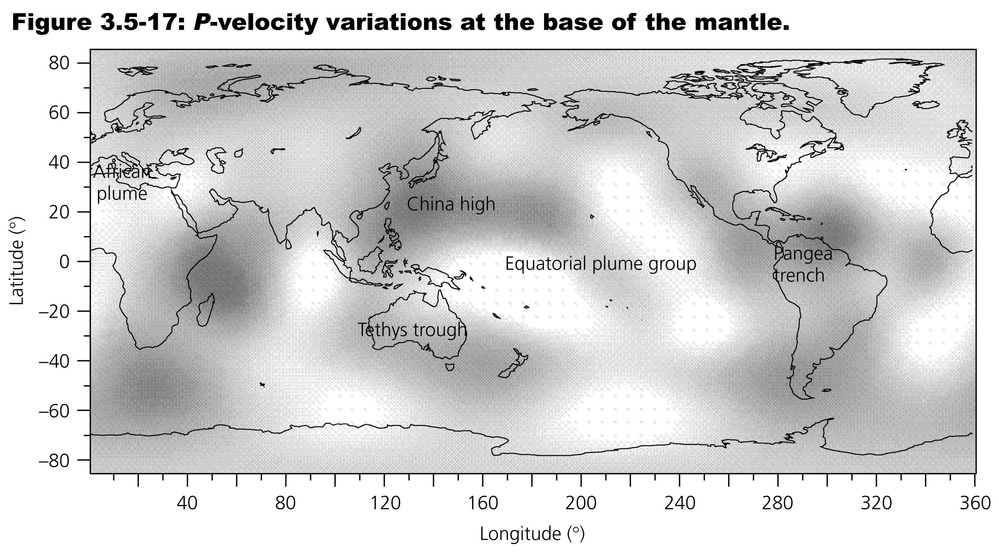 Figure 3.5-17: P-velocity variations at the base of the mantle.
80
60
40
20
0
–20
–40
–60
–80
Latitude (°)
African
plume
China high
Equatorial plume group
Pangea
trench
Tethys trough
40 80 120 160 200 240 280 320 360
Longitude (°)